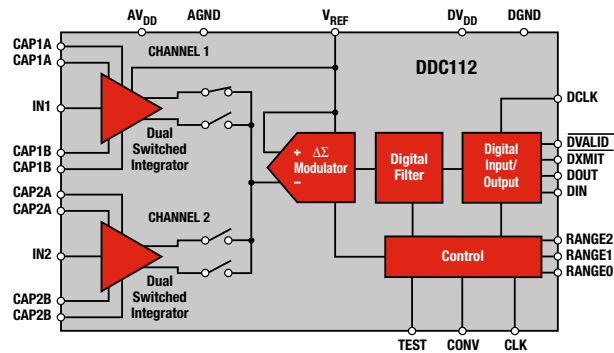 AVDD AGND VREF DVDD DGND
CAP1A
CAP1A
CHANNEL 1
DDC112
IN1
DCLK
Dual
Switched
Integrator
CAP1B
CAP1B
+
−
ΔΣ
Modulator
Digital
Filter
Digital
Input/
Output
DVALID
DXMIT
DOUT
DIN
CAP2A
CAP2A
CHANNEL 2
IN2
Dual
Switched
Integrator
CAP2B
CAP2B
Control
RANGE2
RANGE1
RANGE0
TEST CONV CLK